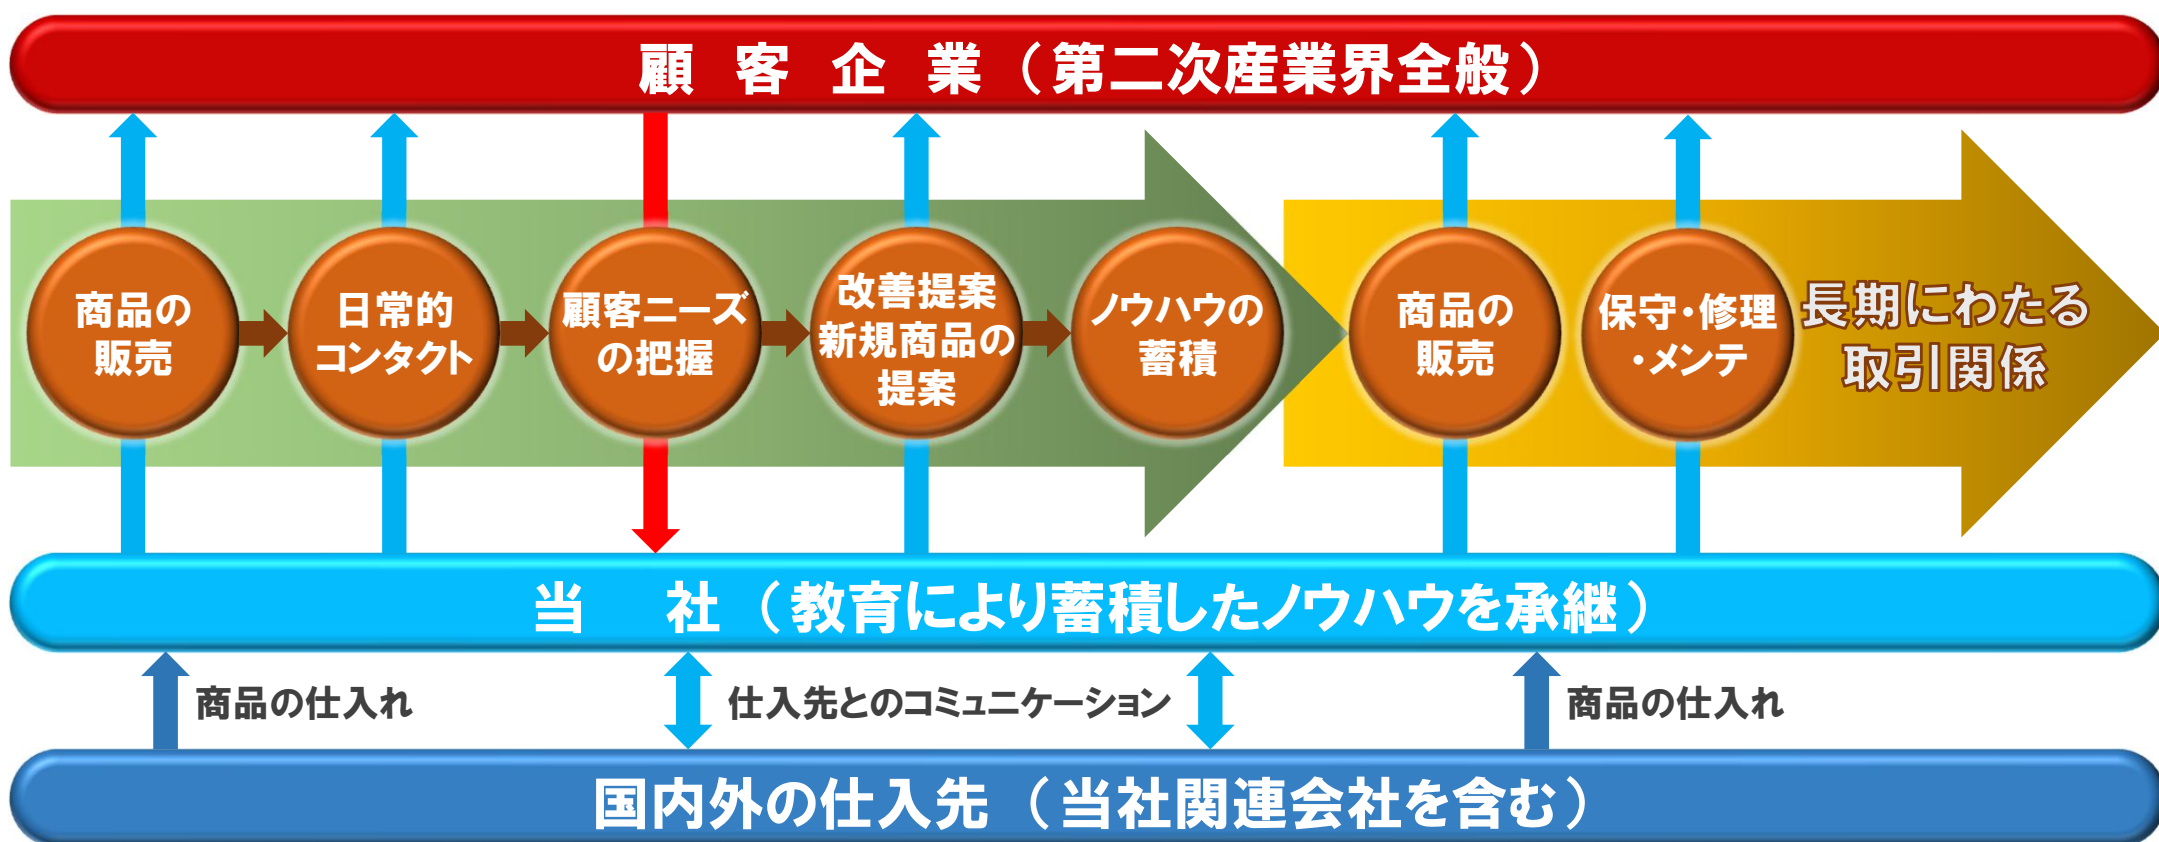 顧 客 企 業（第二次産業界全般）
商品の
販売
日常的
コンタクト
顧客ニーズ
の把握
改善提案
新規商品の
提案
ノウハウの
蓄積
商品の
販売
保守・修理
・メンテ
長期にわたる
取引関係
当 社（教育により蓄積したノウハウを承継）
商品の仕入れ
仕入先とのコミュニケーション
商品の仕入れ
国内外の仕入先（当社関連会社を含む）